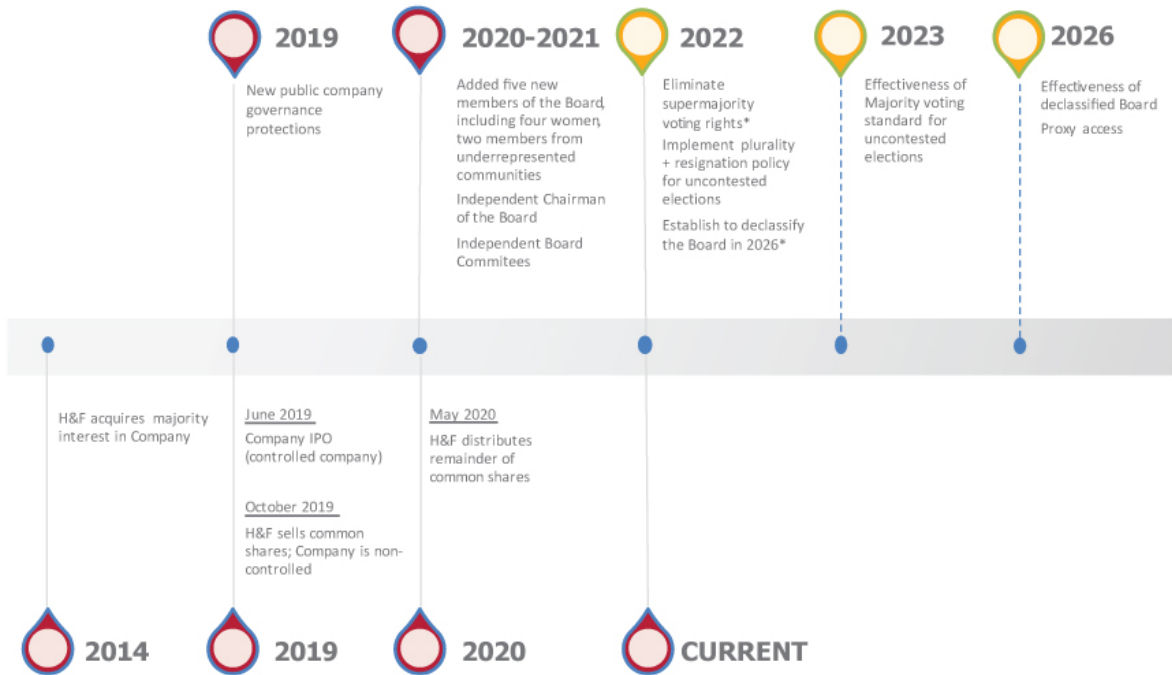 2019
New public company
governance
protections
2020-2021
Added five new
members of the Board,
including four women,
two members from
underrepresented
communities
Independent Chairman
of the Board
Independent Board
Commitees
2022
Eliminate
supermajority
voting rights*
Implement plurality
+ resignation policy
for uncontested
elections
Establish to declassify
the Board in 2026*
2023
Effectiveness of
Majority voting
standard for
uncontested
elections
2026
Effectiveness of
declassified Board
Proxy access
H&F acquires majority
interest in Company
2014
June 2019
Company IPO
(controlled company)
October 2019
H&F sells common
shares; Company is non-
controlled
2019
May 2020
H&F distributes
remainder of
common shares
2020
CURRENT